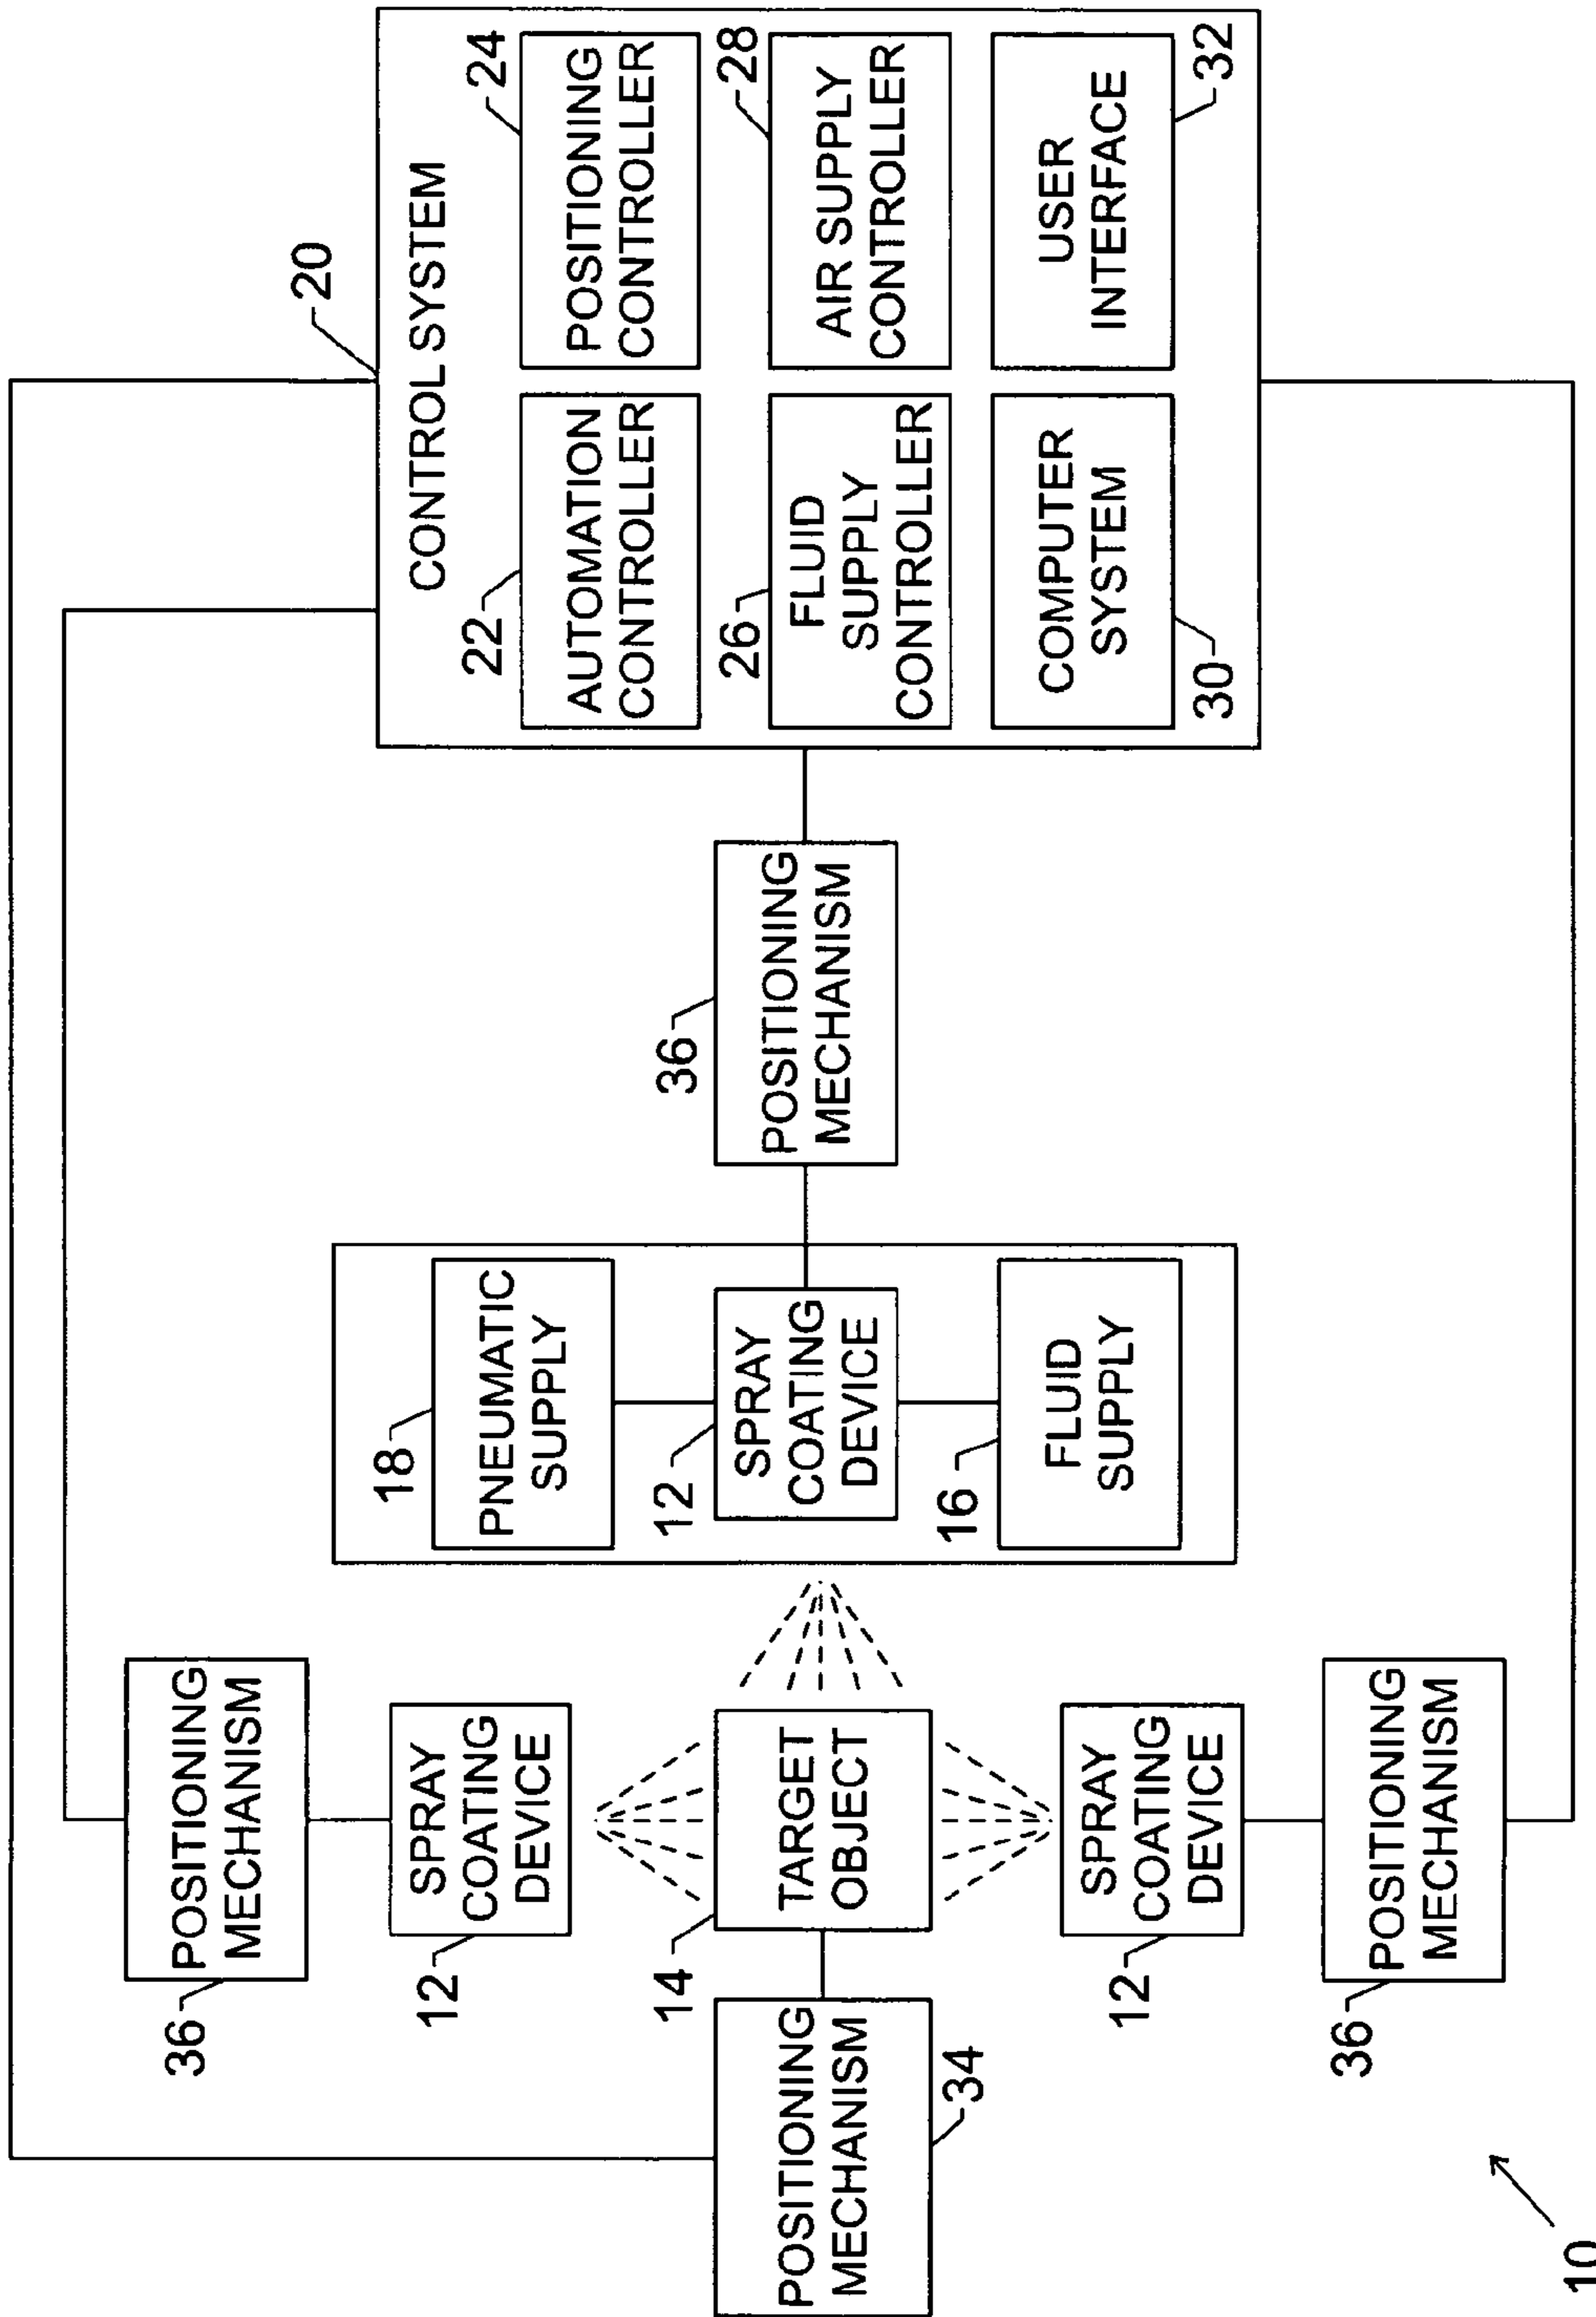 20
CONTROL SYSTEM
22
AUTOMATION
CONTROLLER
24
POSITIONING
CONTROLLER
26
FLUID
SUPPLY
CONTROLLER
28
AIR SUPPLY
CONTROLLER
30
COMPUTER
SYSTEM
32
USER
INTERFACE
36
POSITIONING
MECHANISM
12
SPRAY
COATING
DEVICE
18
PNEUMATIC
SUPPLY
12
SPRAY
COATING
DEVICE
16
FLUID
SUPPLY
36
POSITIONING
MECHANISM
34
POSITIONING
MECHANISM
14
TARGET
OBJECT
12
SPRAY
COATING
DEVICE
36
POSITIONING
MECHANISM
10